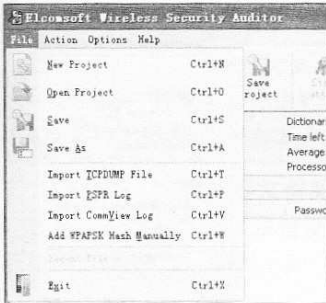 Elcomsoft Wireless Security Auditor
File Action Options Help
New Project Ctrl+N
Open Project Ctrl+O
Save Ctrl+S
Save As Ctrl+A
Import TCPDUMP File Ctrl+T
Import PSPR Log Ctrl+P
Import CommView Log Ctrl+V
Add WPAPSK Hash Manually Ctrl+W
Exit Ctrl+X
Save
roject
Dictionar
Time left
Average
Processo
Passwo